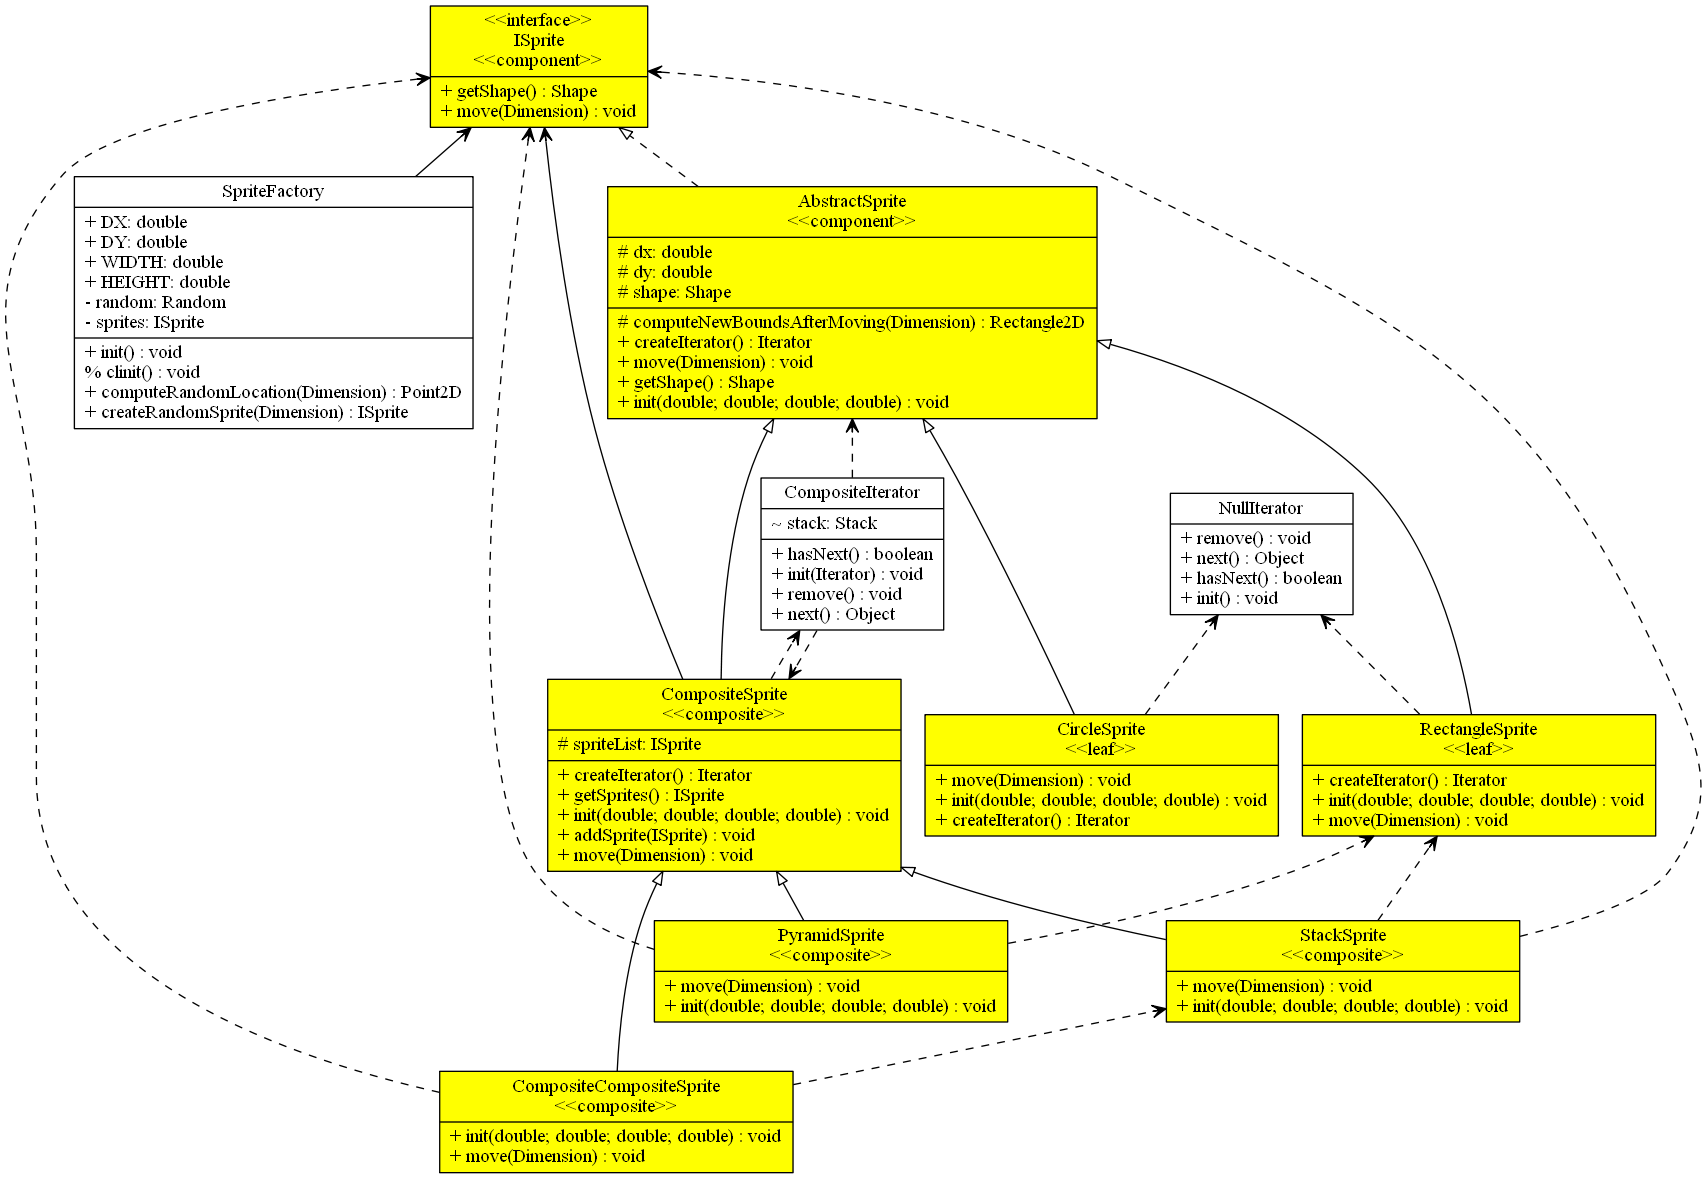 <<interface>>
ISprite
<<component>>
+ getShape() : Shape
+ move(Dimension) : void
SpriteFactory
+ DX: double
+ DY: double
+ WIDTH: double
+ HEIGHT: double
- random: Random
- sprites: ISprite
+ init() : void
% clinit() : void
+ computeRandomLocation(Dimension) : Point2D
+ createRandomSprite(Dimension) : ISprite
AbstractSprite
<<component>>
# dx: double
# dy: double
# shape: Shape
# computeNewBoundsAfterMoving(Dimension) : Rectangle2D
+ createIterator() : Iterator
+ move(Dimension) : void
+ getShape() : Shape
+ init(double; double; double; double) : void
CompositeIterator
~ stack: Stack
+ hasNext() : boolean
+ init(Iterator) : void
+ remove() : void
+ next() : Object
NullIterator
+ remove() : void
+ next() : Object
+ hasNext() : boolean
+ init() : void
CompositeSprite
<<composite>>
# spriteList: ISprite
+ createIterator() : Iterator
+ getSprites() : ISprite
+ init(double; double; double; double) : void
+ addSprite(ISprite) : void
+ move(Dimension) : void
CircleSprite
<<leaf>>
+ move(Dimension) : void
+ init(double; double; double; double) : void
+ createIterator() : Iterator
RectangleSprite
<<leaf>>
+ createIterator() : Iterator
+ init(double; double; double; double) : void
+ move(Dimension) : void
PyramidSprite
<<composite>>
+ move(Dimension) : void
+ init(double; double; double; double) : void
StackSprite
<<composite>>
+ move(Dimension) : void
+ init(double; double; double; double) : void
CompositeCompositeSprite
<<composite>>
+ init(double; double; double; double) : void
+ move(Dimension) : void